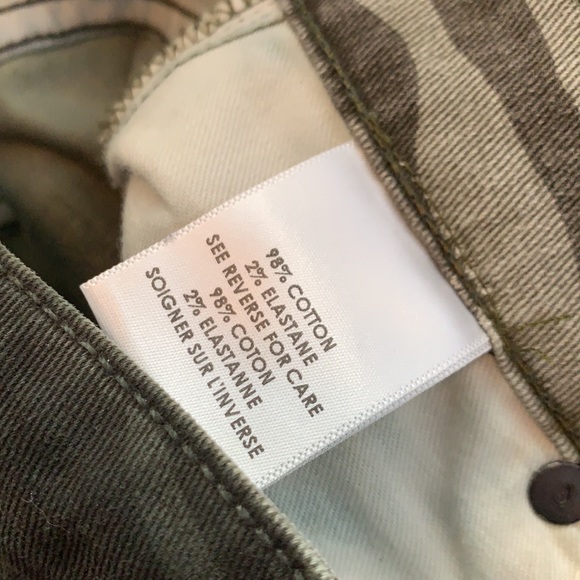 98% COTTON
2% ELASTANE
SEE REVERSE FOR CARE
98% COTON
2% ELASTANNE
SOIGNER SUR L'INVERSE